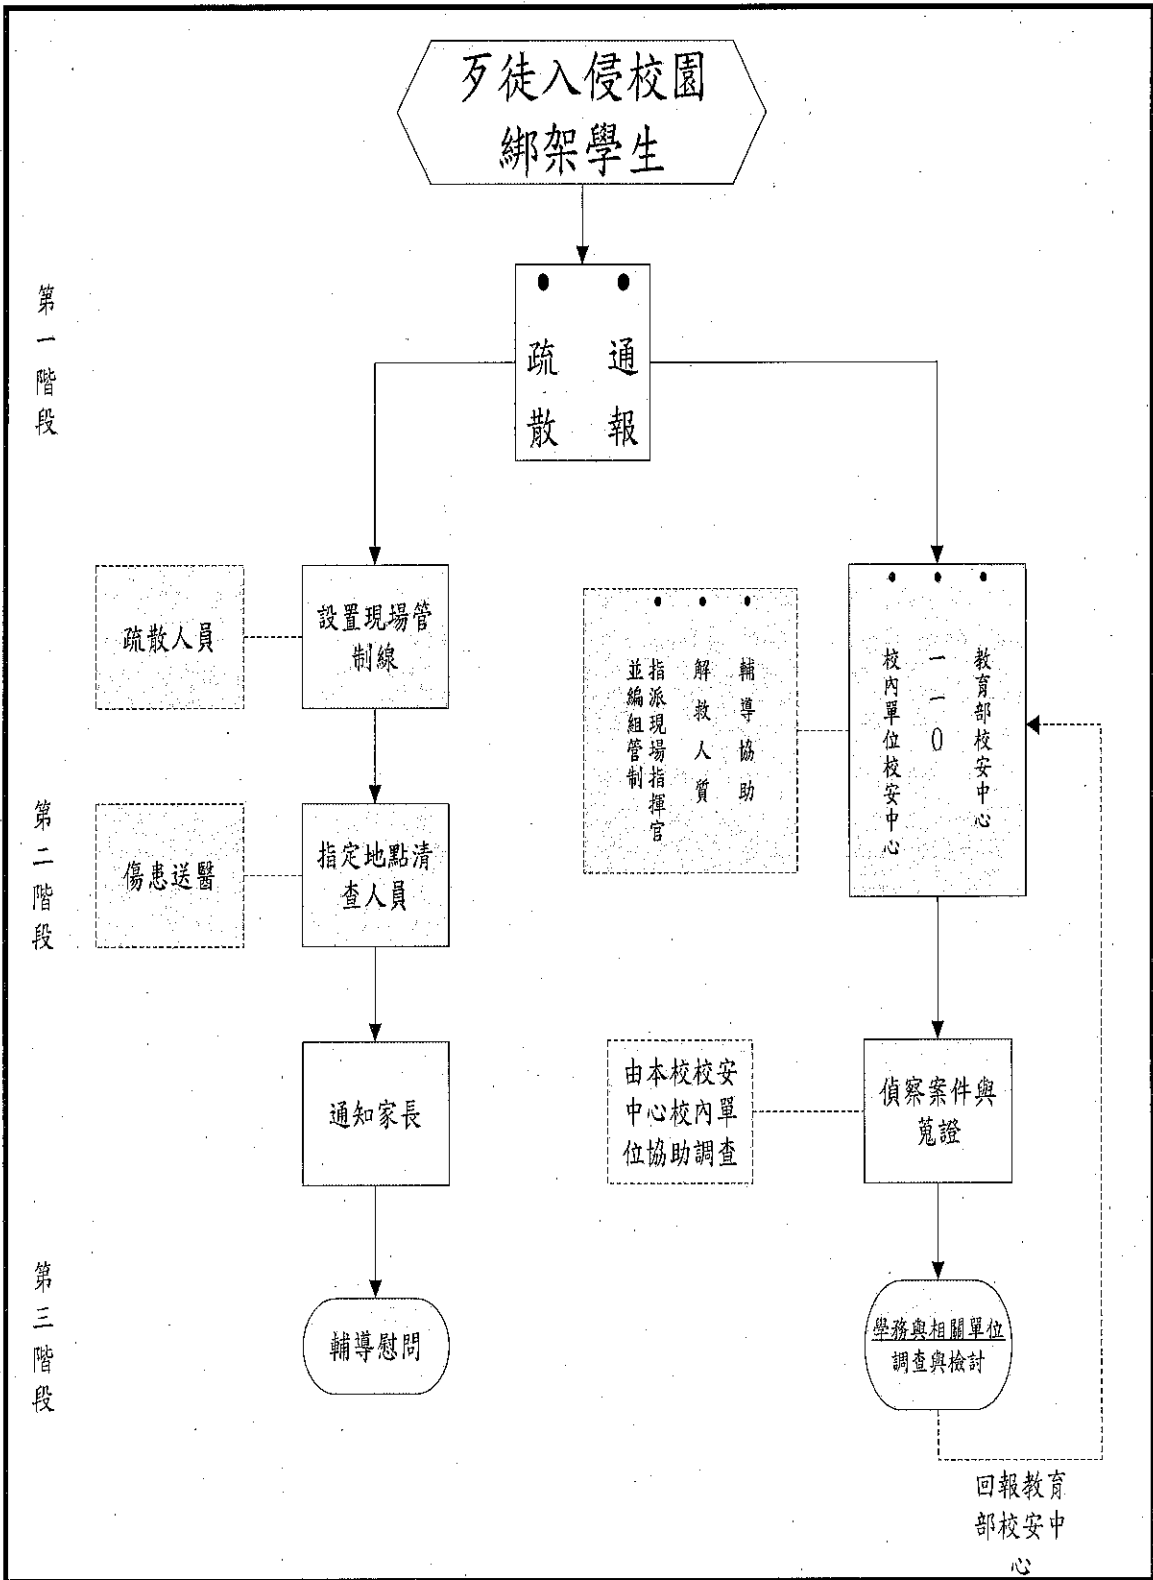 歹徒入侵校園
綁架學生
第一階段
● 通報
● 疏散
疏散人員
設置現場管
制線
● 輔導協助
● 解救人質
● 指派現場指揮官
並編組管制
● 教育部校安中心
● 一一０
● 校內單位校安中心
第二階段
傷患送醫
指定地點清
查人員
通知家長
由本校校安
中心校內單
位協助調查
偵察案件與
蒐證
第三階段
輔導慰問
學務與相關單位
調查與檢討
回報教育
部校安中
心